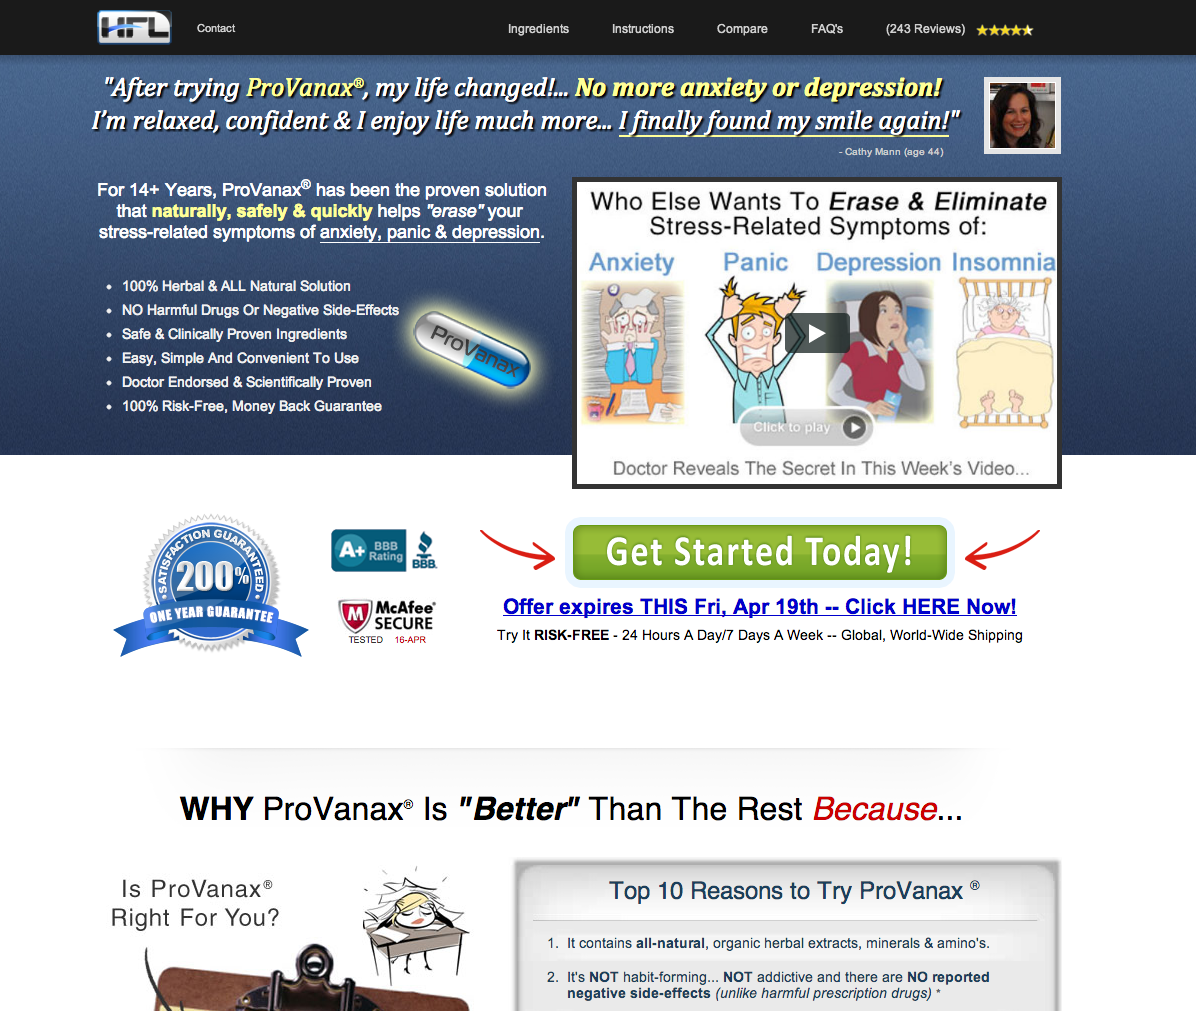 HFL
Contact
Ingredients
Instructions
Compare
FAQ's
(243 Reviews)
"After trying ProVanax®, my life changed!... No more anxiety or depression!
I'm relaxed, confident & I enjoy life much more... I finally found my smile again!"
- Cathy Mann (age 44)
For 14+ Years, ProVanax® has been the proven solution
that naturally, safely & quickly helps "erase" your
stress-related symptoms of anxiety, panic & depression.
• 100% Herbal & ALL Natural Solution
• NO Harmful Drugs Or Negative Side-Effects
• Safe & Clinically Proven Ingredients
• Easy, Simple And Convenient To Use
• Doctor Endorsed & Scientifically Proven
• 100% Risk-Free, Money Back Guarantee
ProVanax
Who Else Wants To Erase & Eliminate
Stress-Related Symptoms of:
Anxiety Panic Depression Insomnia
Click to play
Doctor Reveals The Secret In This Week's Video...
SATISFACTION GUARANTEED
200%
ONE YEAR GUARANTEE
A+ BBB Rating
BBB.
McAfee®
SECURE
TESTED 16-APR
Get Started Today!
Offer expires THIS Fri, Apr 19th -- Click HERE Now!
Try It RISK-FREE - 24 Hours A Day/7 Days A Week -- Global, World-Wide Shipping
WHY ProVanax® Is "Better" Than The Rest Because...
Is ProVanax®
Right For You?
Top 10 Reasons to Try ProVanax ®
1. It contains all-natural, organic herbal extracts, minerals & amino's.
2. It's NOT habit-forming... NOT addictive and there are NO reported
negative side-effects (unlike harmful prescription drugs) *